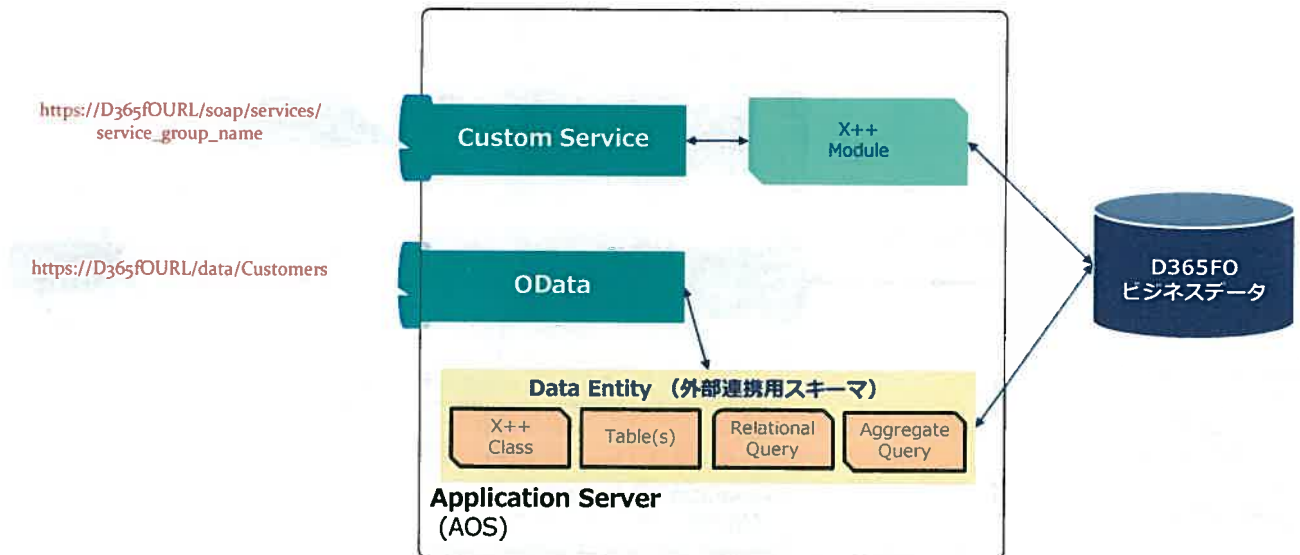 https://D365fOURL/soap/services/
service_group_name
Custom Service
X++
Module
https://D365fOURL/data/Customers
OData
D365FO
ビジネスデータ
Data Entity （外部連携用スキーマ）
X++
Class
Table(s)
Relational
Query
Aggregate
Query
Application Server
(AOS)